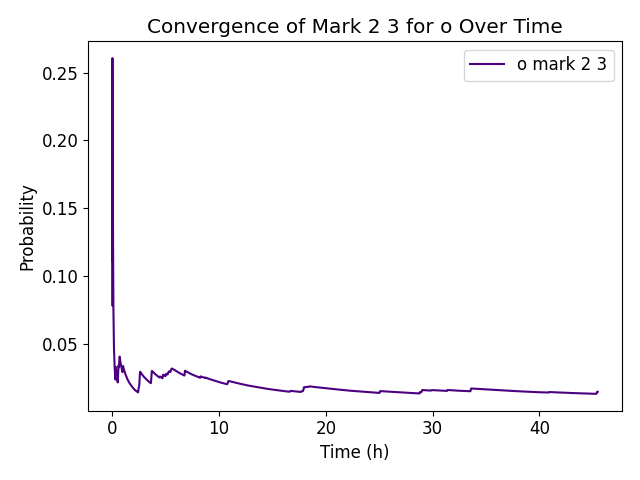 Convergence of Mark 2 3 for o Over Time
o mark 2 3
Probability
0.25
0.20
0.15
0.10
0.05
0 10 20 30 40
Time (h)